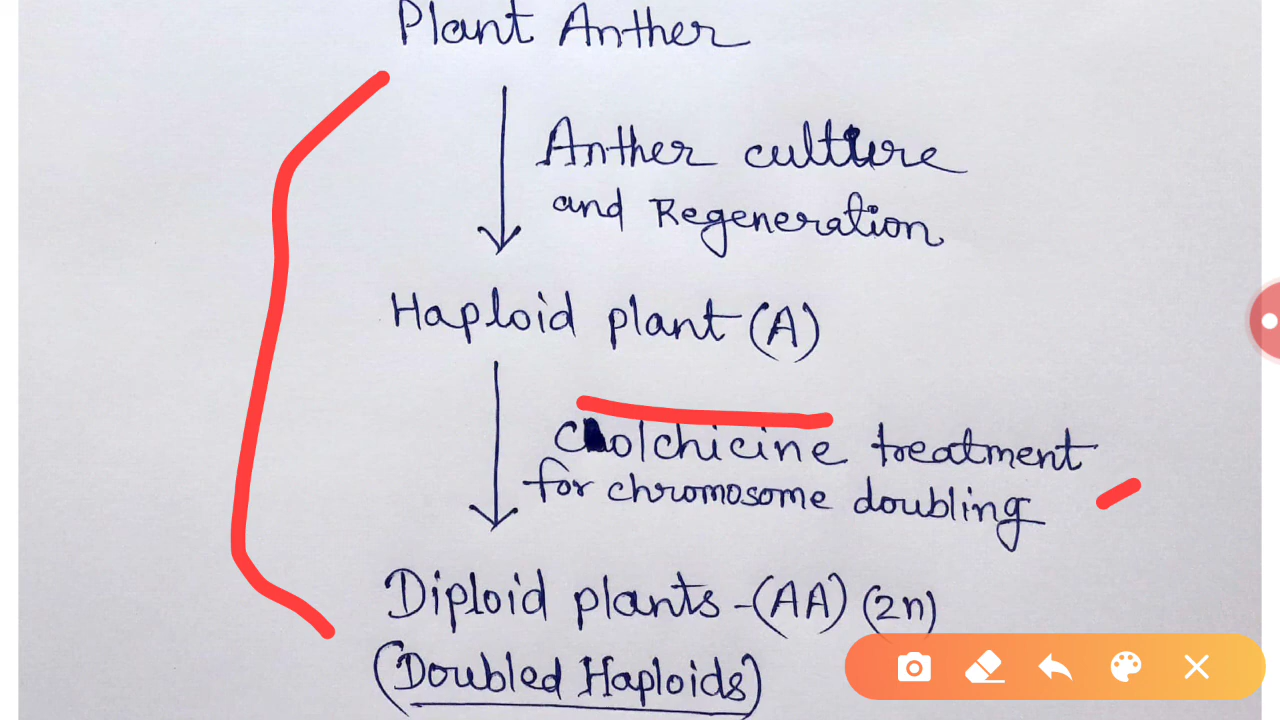 Plant Anther
Anther culture
and Regeneration
Haploid plant (A)
Colchicine treatment
for chromosome doubling
Diploid plants - (AA) (2n)
(Doubled Haploids)